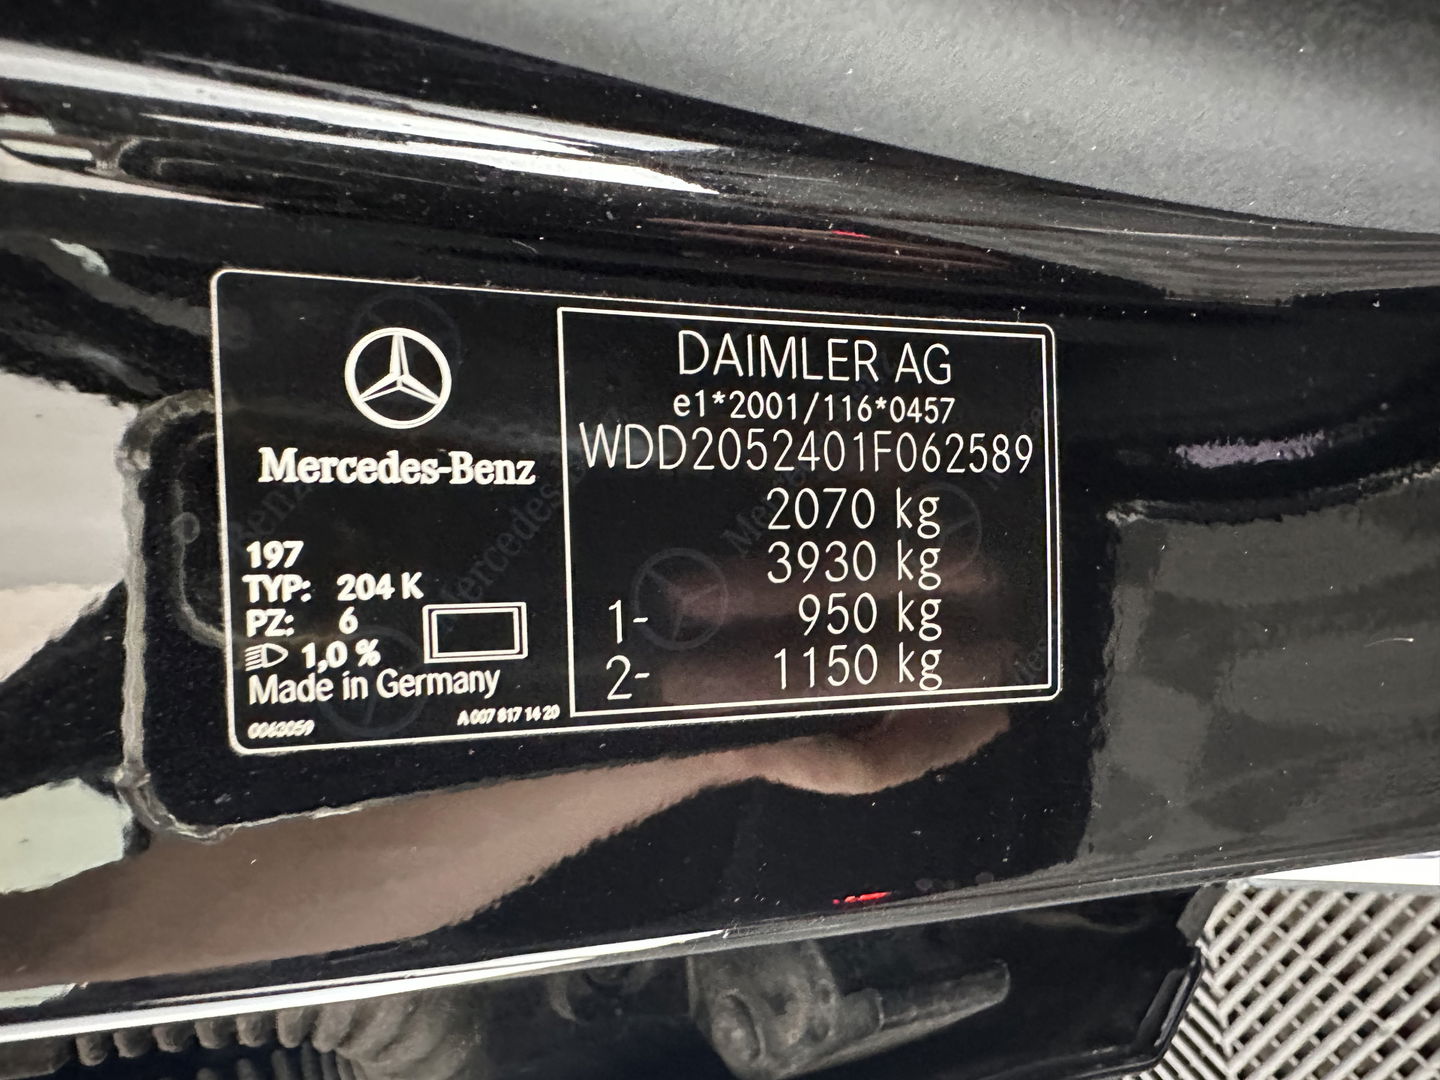 Mercedes-Benz
197
TYP: 204 K
PZ: 6
1,0 %
Made in Germany
0063059
A 007 817 14 20
DAIMLER AG
e1*2001/116*0457
WDD2052401F062589
2070 kg
3930 kg
1- 950 kg
2- 1150 kg